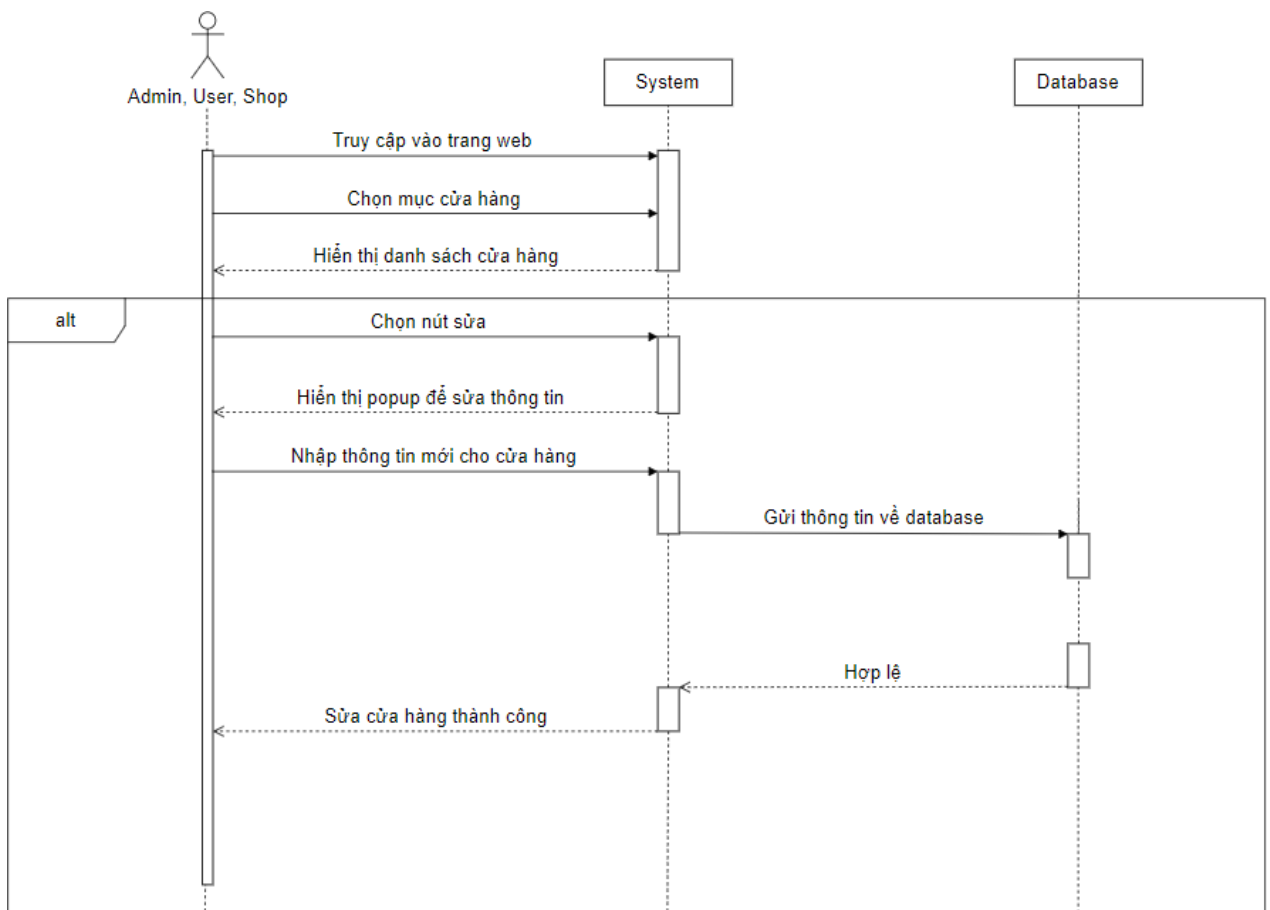 Admin, User, Shop
System
Database
Truy cập vào trang web
Chọn mục cửa hàng
Hiển thị danh sách cửa hàng
alt
Chọn nút sửa
Hiển thị popup để sửa thông tin
Nhập thông tin mới cho cửa hàng
Gửi thông tin về database
Hợp lệ
Sửa cửa hàng thành công